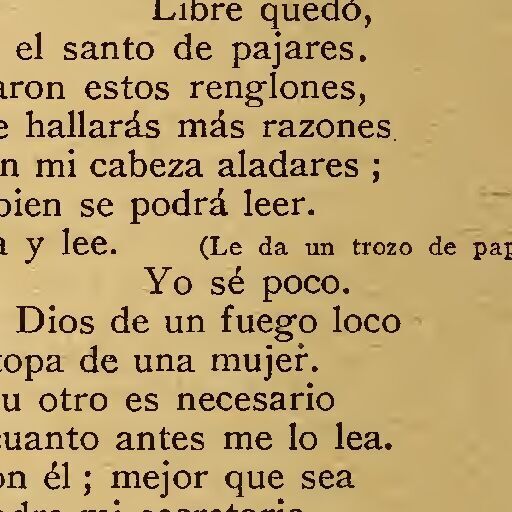 Libre quedó,
el santo de pajares.
aron estos renglones,
e hallarás más razones
n mi cabeza aladares ;
bien se podrá leer.
a y lee. (Le da un trozo de pap
Yo sé poco.
Dios de un fuego loco
topa de una mujer.
u otro es necesario
cuanto antes me lo lea.
on él ; mejor que sea